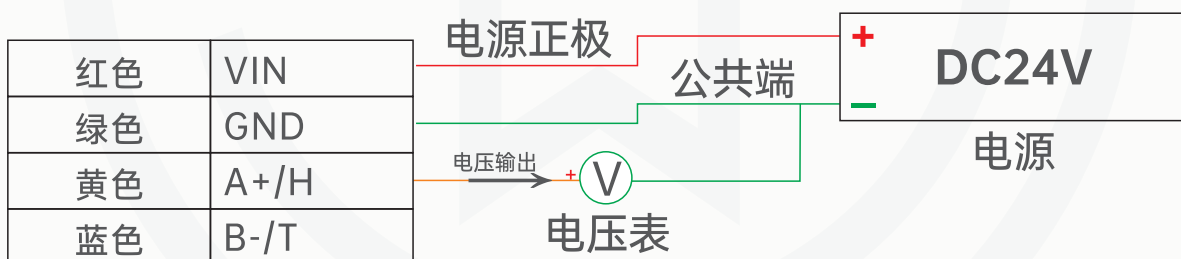 电源正极
+
DC24V
红色 VIN
公共端
绿色 GND
−
电源
电压输出
黄色 A+/H
+
V
电压表
蓝色 B-/T